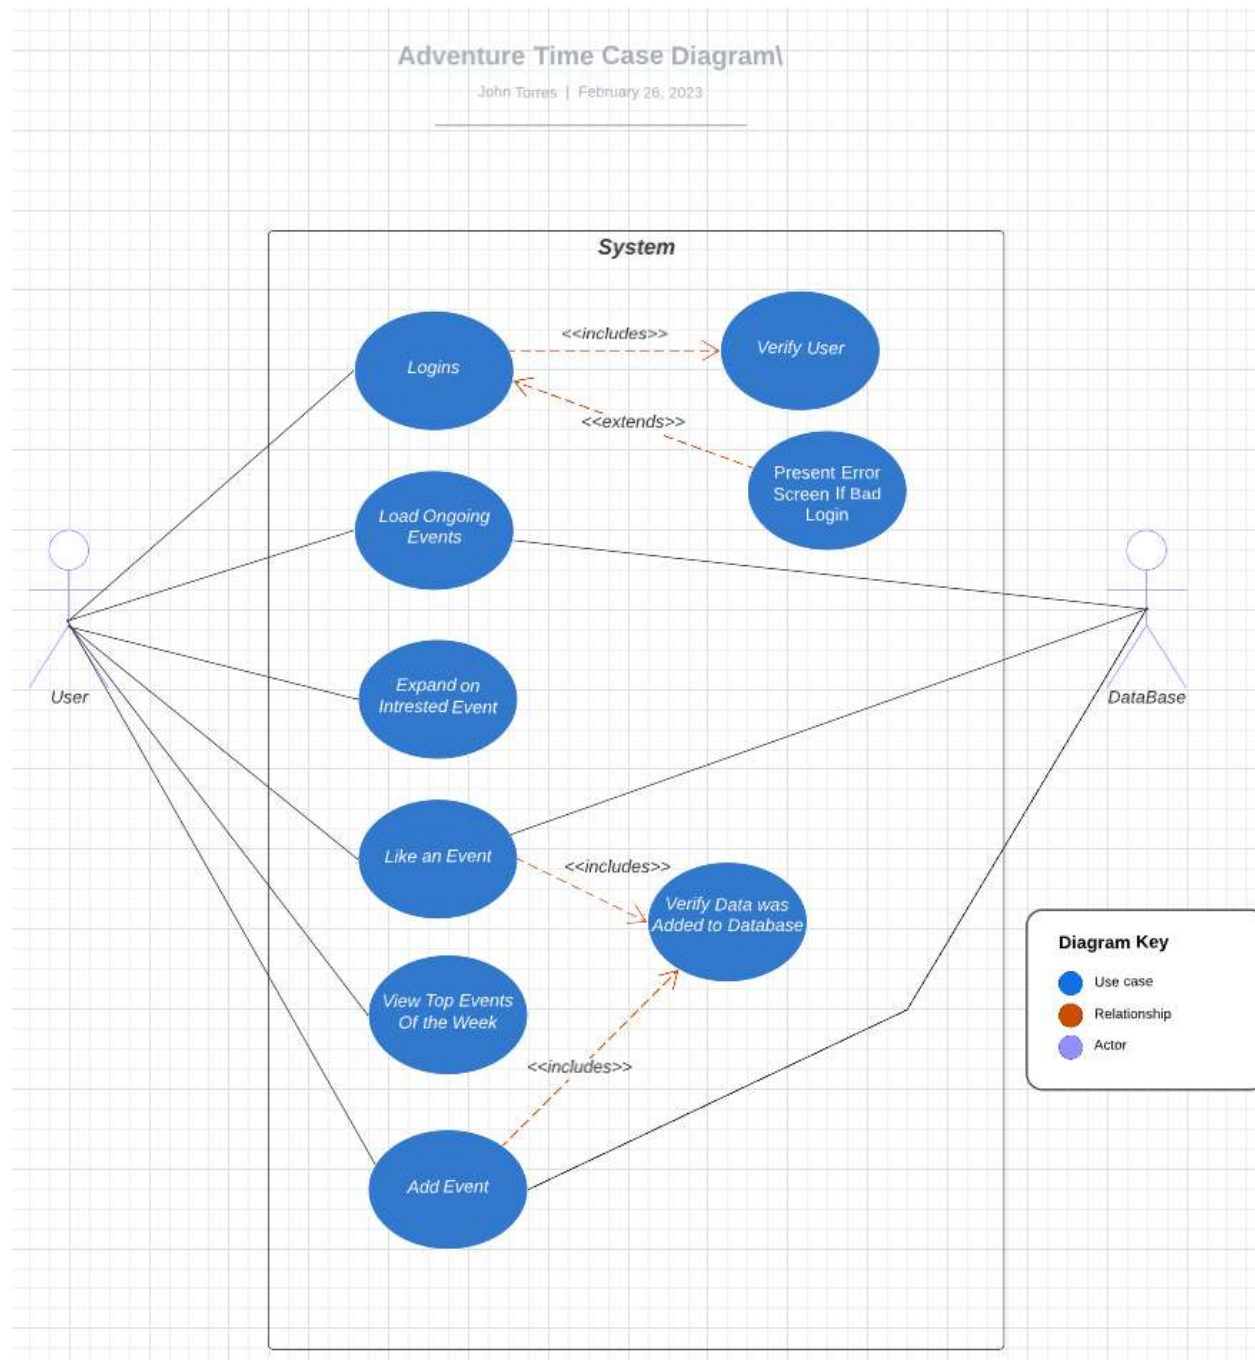 Adventure Time Case Diagram\
John Torres | February 26, 2023
System
<<includes>>
Logins
Verify User
<<extends>>
Present Error
Screen If Bad
Login
Load Ongoing
Events
User
DataBase
Expand on
Intrested Event
Like an Event
<<includes>>
Verify Data was
Added to Database
Diagram Key
Use case
Relationship
Actor
View Top Events
Of the Week
<<includes>>
Add Event